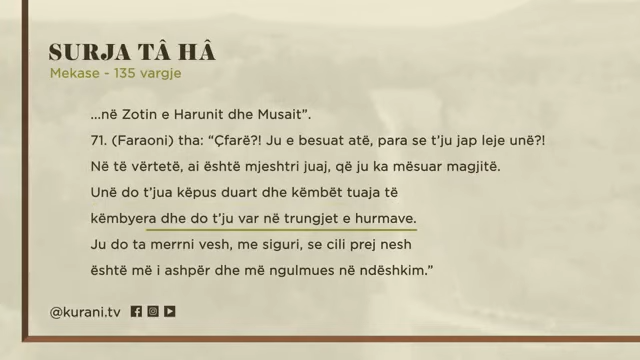 SURJA TÂ HÂ
Mekase - 135 vargje
...në Zotin e Harunit dhe Musait”.
71. (Faraoni) tha: “Çfarë?! Ju e besuat atë, para se t’ju jap leje unë?!
Në të vërtetë, ai është mjeshtri juaj, që ju ka mësuar magjitë.
Unë do t’jua këpus duart dhe këmbët tuaja të
këmbyera dhe do t’ju var në trungjet e hurmave.
Ju do ta merrni vesh, me siguri, se cili prej nesh
është më i ashpër dhe më ngulmues në ndëshkim.”
@kurani.tv